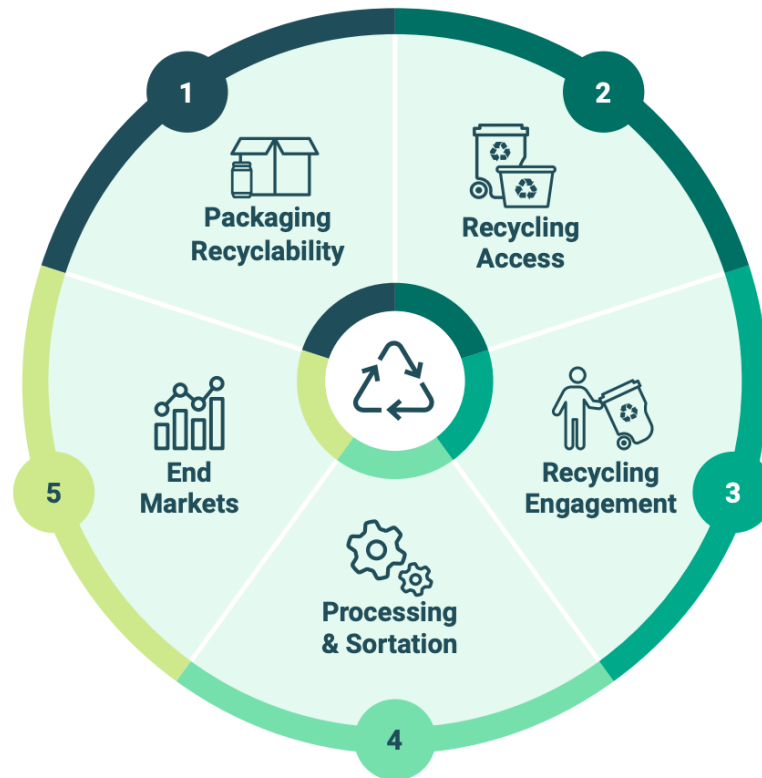 1
Packaging
Recyclability
2
Recycling
Access
3
Recycling
Engagement
4
Processing
& Sortation
5
End
Markets